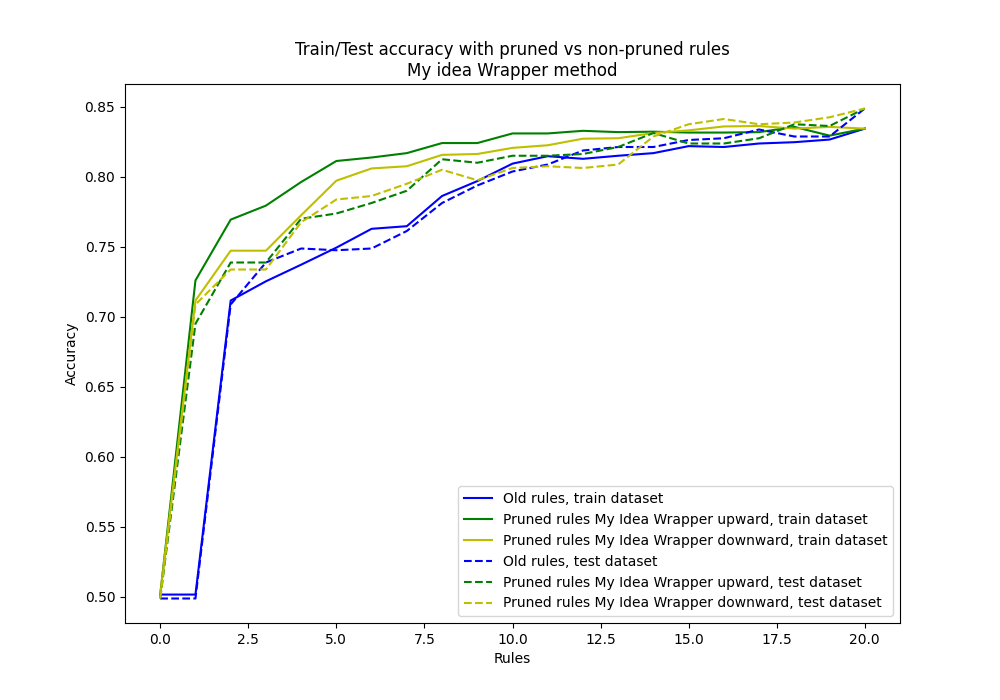 Train/Test accuracy with pruned vs non-pruned rules
My idea Wrapper method
Accuracy
0.85
0.80
0.75
0.70
0.65
0.60
0.55
0.50
Old rules, train dataset
Pruned rules My Idea Wrapper upward, train dataset
Pruned rules My Idea Wrapper downward, train dataset
Old rules, test dataset
Pruned rules My Idea Wrapper upward, test dataset
Pruned rules My Idea Wrapper downward, test dataset
0.0 2.5 5.0 7.5 10.0 12.5 15.0 17.5 20.0
Rules